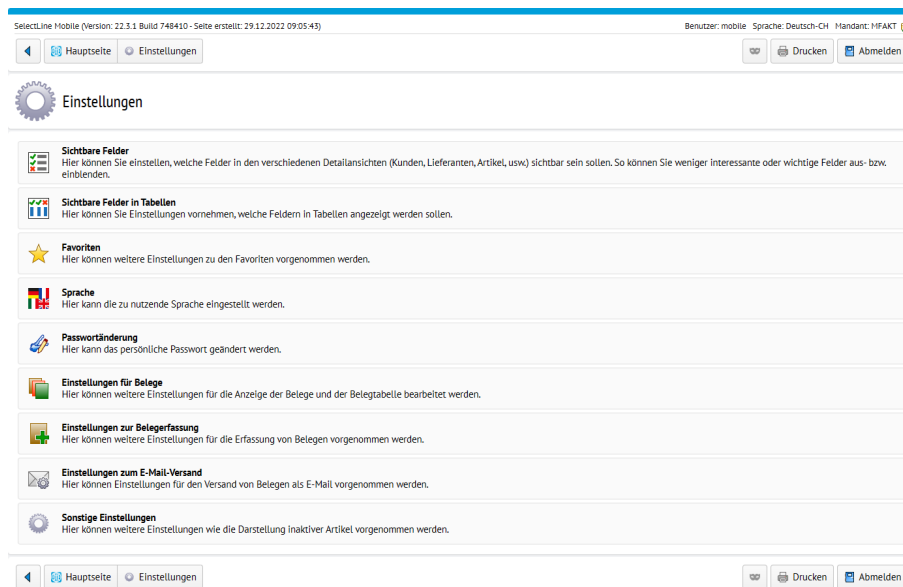 SelectLine Mobile (Version: 22.3.1 Build 748410 - Seite erstellt: 29.12.2022 09:05:43) Benutzer: mobile Sprache: Deutsch-CH Mandant: MFAKT
Hauptseite Einstellungen Drucken Abmelden
Einstellungen
Sichtbare Felder
Hier können Sie einstellen, welche Felder in den verschiedenen Detailansichten (Kunden, Lieferanten, Artikel, usw.) sichtbar sein sollen. So können Sie weniger interessante oder wichtige Felder aus- bzw.
einblenden.
Sichtbare Felder in Tabellen
Hier können Sie Einstellungen vornehmen, welche Feldern in Tabellen angezeigt werden sollen.
Favoriten
Hier können weitere Einstellungen zu den Favoriten vorgenommen werden.
Sprache
Hier kann die zu nutzende Sprache eingestellt werden.
Passwortänderung
Hier kann das persönliche Passwort geändert werden.
Einstellungen für Belege
Hier können weitere Einstellungen für die Anzeige der Belege und der Belegtabelle bearbeitet werden.
Einstellungen zur Belegerfassung
Hier können weitere Einstellungen für die Erfassung von Belegen vorgenommen werden.
Einstellungen zum E-Mail-Versand
Hier können Einstellungen für den Versand von Belegen als E-Mail vorgenommen werden.
Sonstige Einstellungen
Hier können weitere Einstellungen wie die Darstellung inaktiver Artikel vorgenommen werden.
Hauptseite Einstellungen Drucken Abmelden